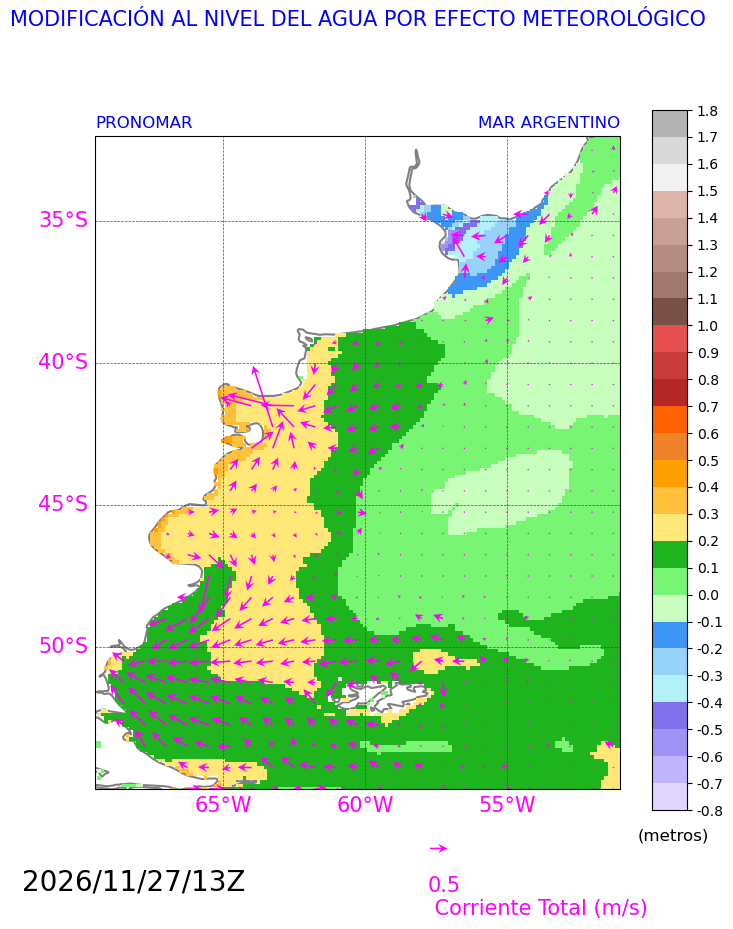 MODIFICACIÓN AL NIVEL DEL AGUA POR EFECTO METEOROLÓGICO
PRONOMAR MAR ARGENTINO
35°S
40°S
45°S
50°S
65°W 60°W 55°W
1.8
1.7
1.6
1.5
1.4
1.3
1.2
1.1
1.0
0.9
0.8
0.7
0.6
0.5
0.4
0.3
0.2
0.1
0.0
-0.1
-0.2
-0.3
-0.4
-0.5
-0.6
-0.7
-0.8
(metros)
2026/11/27/13Z
0.5
Corriente Total (m/s)